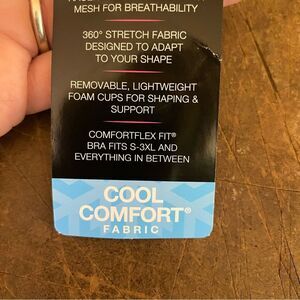 MESH FOR BREATHABILITY
360° STRETCH FABRIC
DESIGNED TO ADAPT
TO YOUR SHAPE
REMOVABLE, LIGHTWEIGHT
FOAM CUPS FOR SHAPING &
SUPPORT
COMFORTFLEX FIT®
BRA FITS S-3XL AND
EVERYTHING IN BETWEEN
COOL
COMFORT®
FABRIC